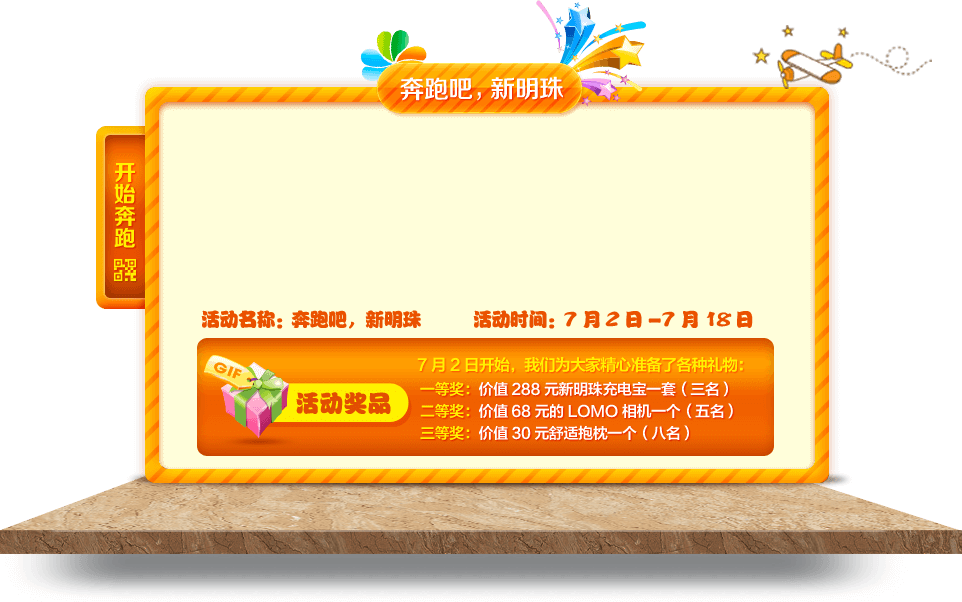 奔跑吧，新明珠
开始奔跑
活动名称：奔跑吧，新明珠
活动时间：7月2日-7月18日
GIF
活动奖品
7月2日开始，我们为大家精心准备了各种礼物：
一等奖：价值288元新明珠充电宝一套（三名）
二等奖：价值68元的LOMO相机一个（五名）
三等奖：价值30元舒适抱枕一个（八名）